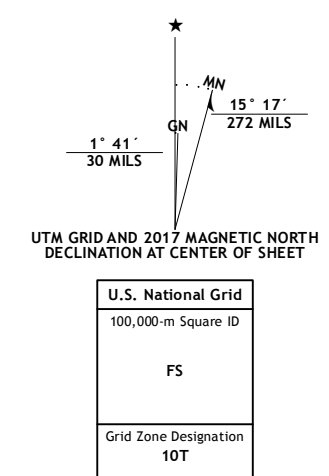 ★
MN
15° 17´
272 MILS
GN
1° 41´
30 MILS
UTM GRID AND 2017 MAGNETIC NORTH
DECLINATION AT CENTER OF SHEET
U.S. National Grid
100,000-m Square ID
FS
Grid Zone Designation
10T